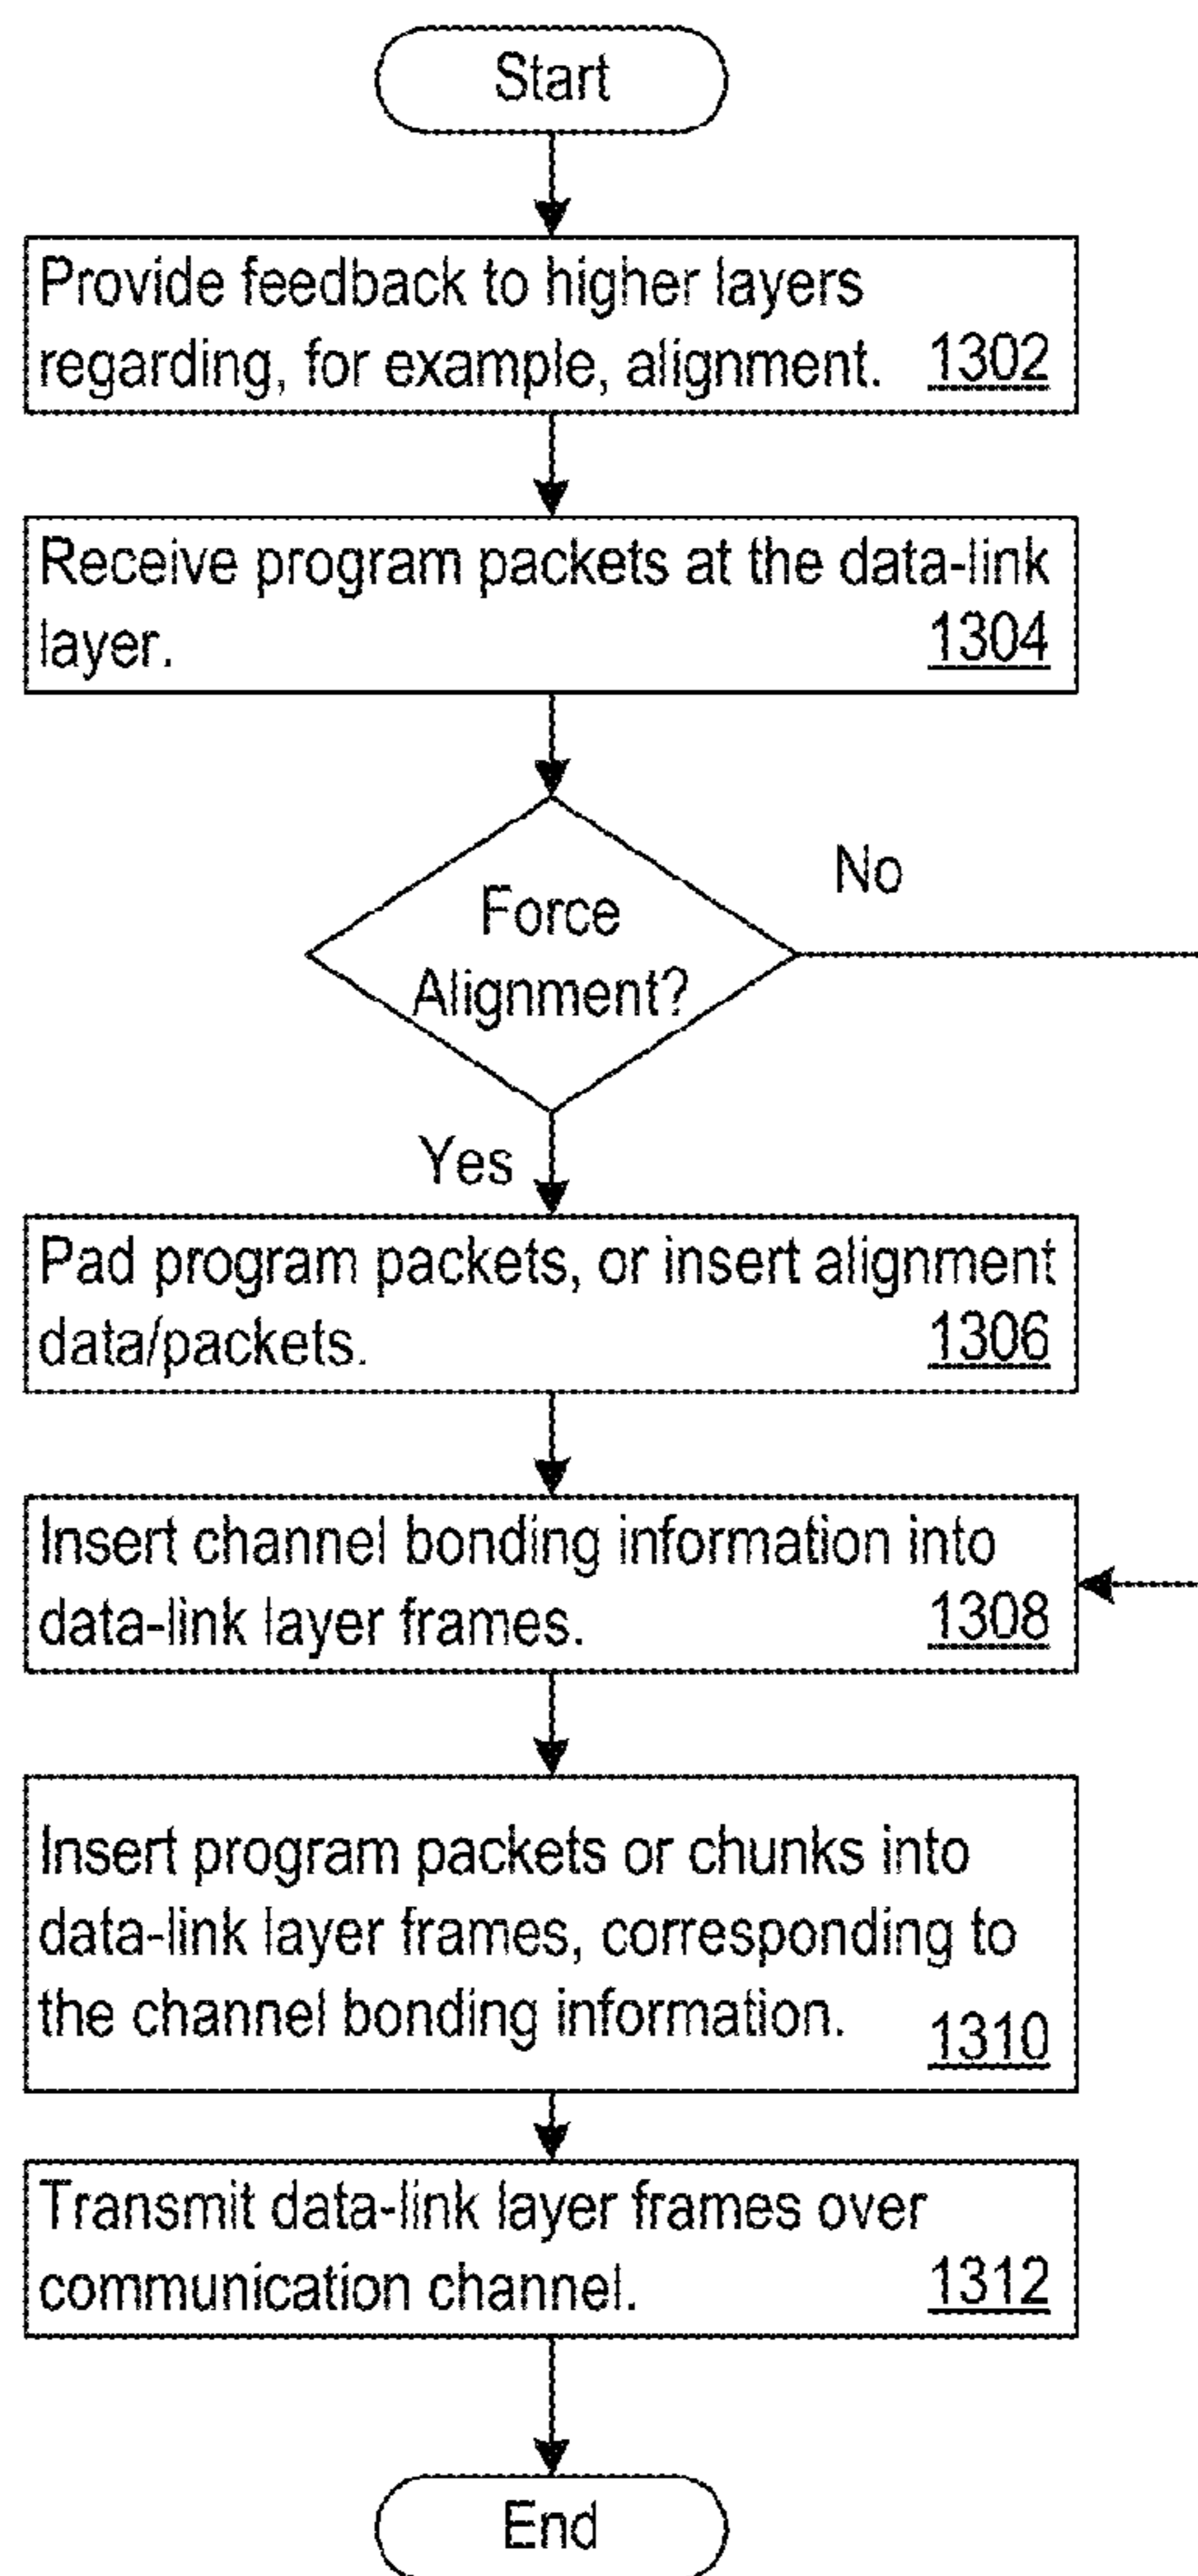 Start
Provide feedback to higher layers
regarding, for example, alignment. 1302
Receive program packets at the data-link
layer. 1304
Force
Alignment?
No
Yes
Pad program packets, or insert alignment
data/packets. 1306
Insert channel bonding information into
data-link layer frames. 1308
Insert program packets or chunks into
data-link layer frames, corresponding to
the channel bonding information. 1310
Transmit data-link layer frames over
communication channel. 1312
End